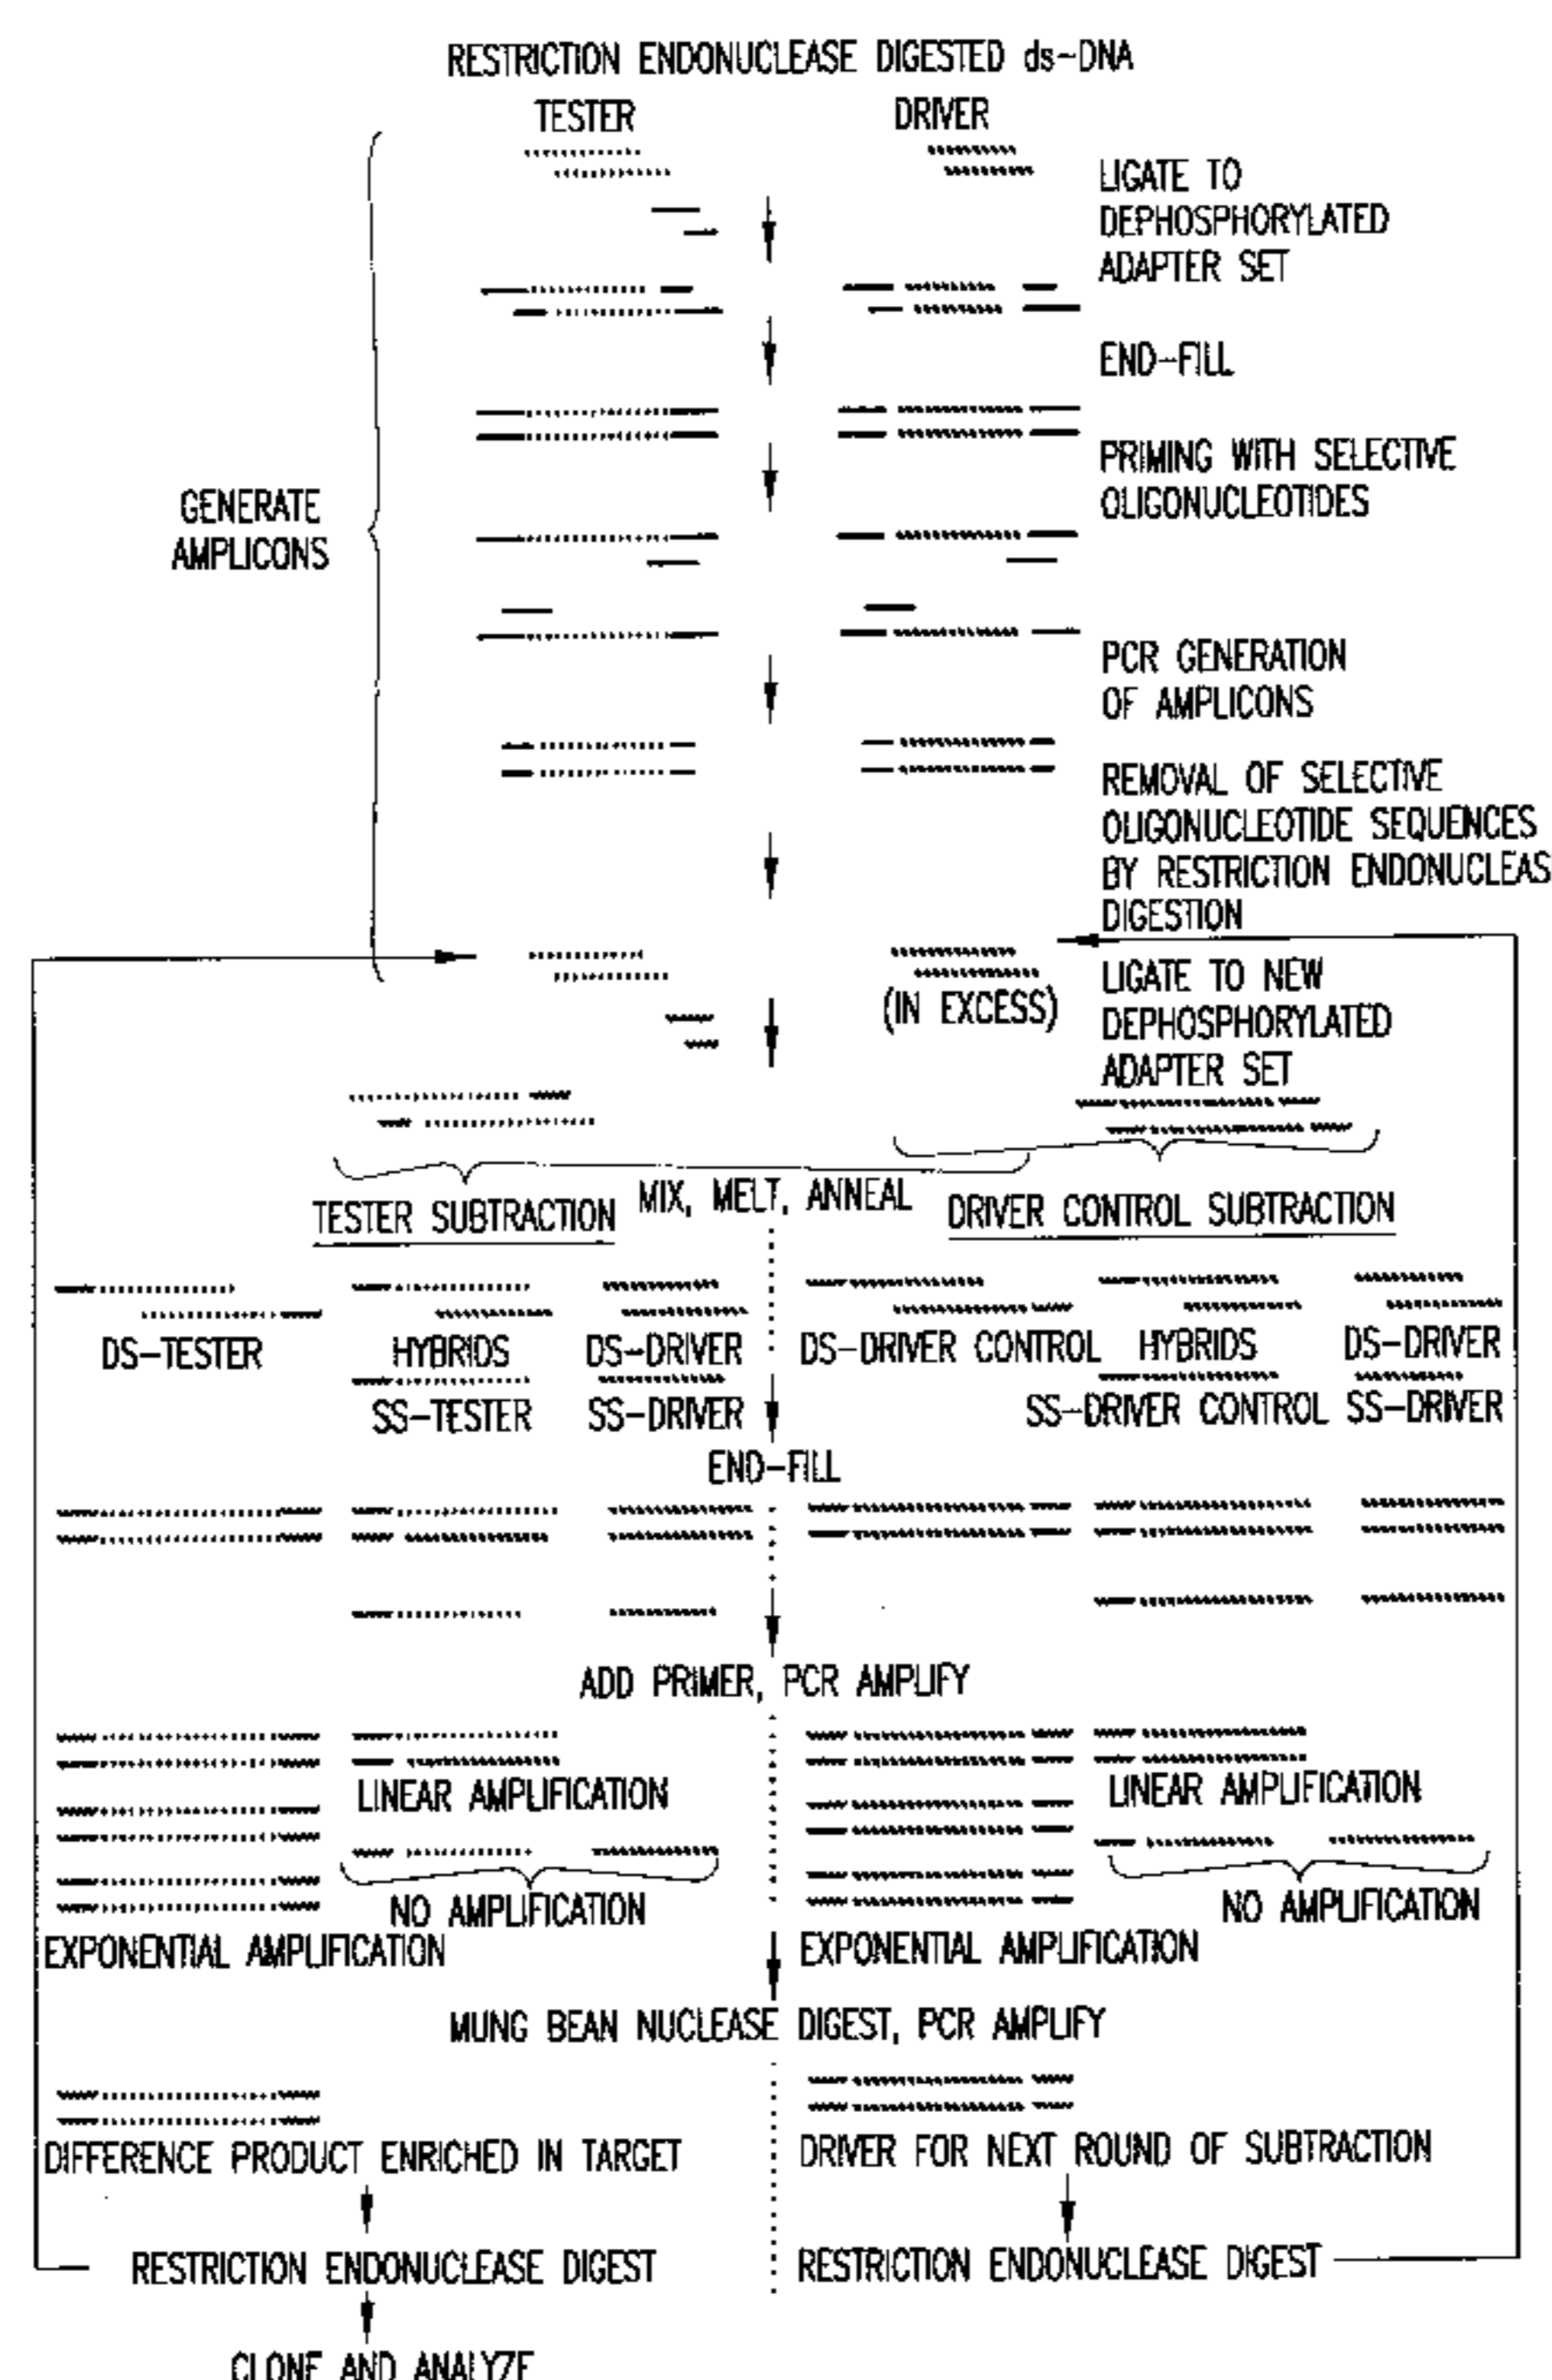 RESTRICTION ENDONUCLEASE DIGESTED ds-DNA
TESTER
DRIVER
LIGATE TO
DEPHOSPHORYLATED
ADAPTER SET
END-FILL
PRIMING WITH SELECTIVE
OLIGONUCLEOTIDES
GENERATE
AMPLICONS
PCR GENERATION
OF AMPLICONS
REMOVAL OF SELECTIVE
OLIGONUCLEOTIDE SEQUENCES
BY RESTRICTION ENDONUCLEAS
DIGESTION
(IN EXCESS)
LIGATE TO NEW
DEPHOSPHORYLATED
ADAPTER SET
MIX, MELT, ANNEAL
TESTER SUBTRACTION
DRIVER CONTROL SUBTRACTION
DS-TESTER
HYBRIDS
DS-DRIVER
DS-DRIVER CONTROL
HYBRIDS
DS-DRIVER
SS-TESTER
SS-DRIVER
SS-DRIVER CONTROL
SS-DRIVER
END-FILL
ADD PRIMER, PCR AMPLIFY
LINEAR AMPLIFICATION
LINEAR AMPLIFICATION
NO AMPLIFICATION
NO AMPLIFICATION
EXPONENTIAL AMPLIFICATION
EXPONENTIAL AMPLIFICATION
MUNG BEAN NUCLEASE DIGEST, PCR AMPLIFY
DIFFERENCE PRODUCT ENRICHED IN TARGET
DRIVER FOR NEXT ROUND OF SUBTRACTION
RESTRICTION ENDONUCLEASE DIGEST
RESTRICTION ENDONUCLEASE DIGEST
CLONE AND ANALYZE